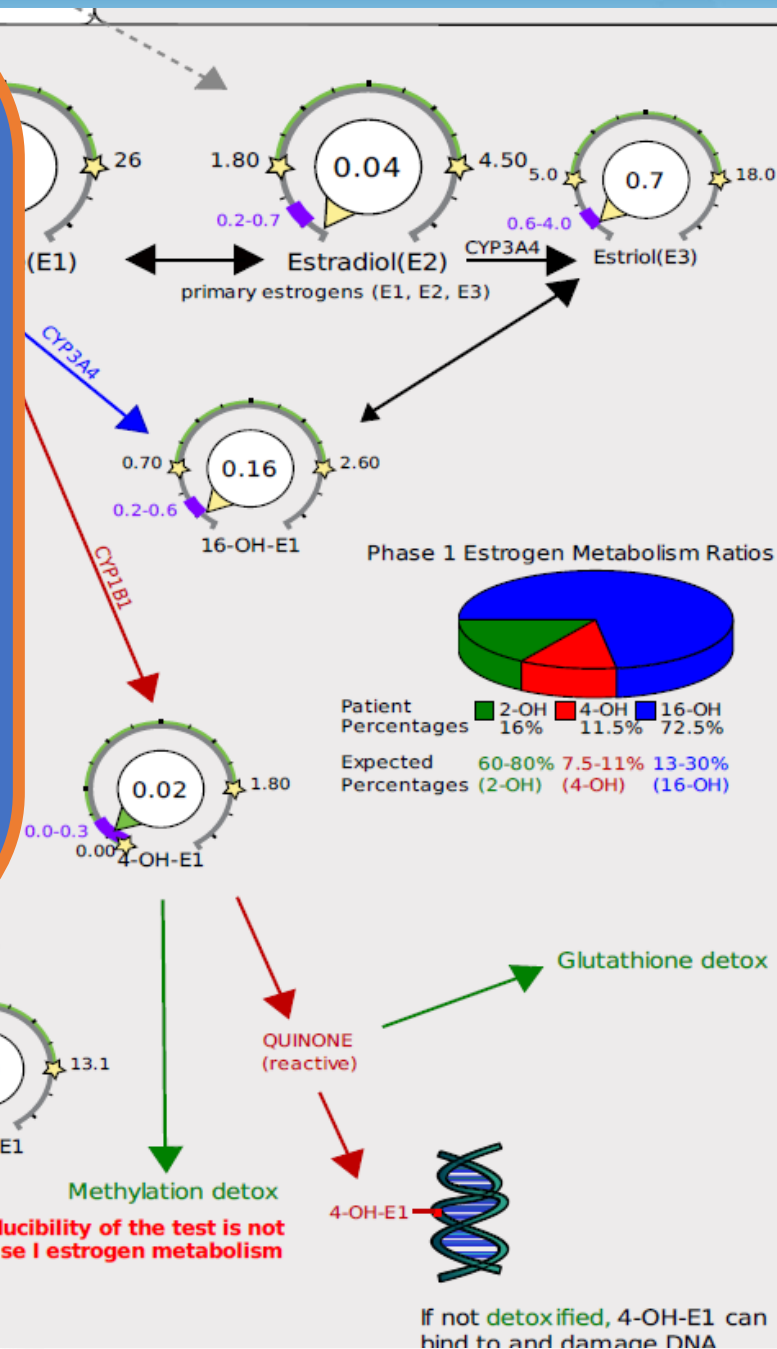 26
1.80
0.04
4.50
5.0
0.7
18.0
0.2-0.7
0.6-4.0
(E1)
Estradiol(E2)
CYP3A4
Estriol(E3)
primary estrogens (E1, E2, E3)
CYP3A4
0.70
0.16
2.60
0.2-0.6
16-OH-E1
CYP1B1
Phase 1 Estrogen Metabolism Ratios
Patient Percentages
2-OH 16%
4-OH 11.5%
16-OH 72.5%
Expected Percentages
60-80% (2-OH)
7.5-11% (4-OH)
13-30% (16-OH)
0.02
1.80
0.0-0.3
0.00
4-OH-E1
Glutathione detox
QUINONE
(reactive)
13.1
E1
Methylation detox
lucibility of the test is not
se I estrogen metabolism
4-OH-E1
If not detoxified, 4-OH-E1 can
bind to and damage DNA